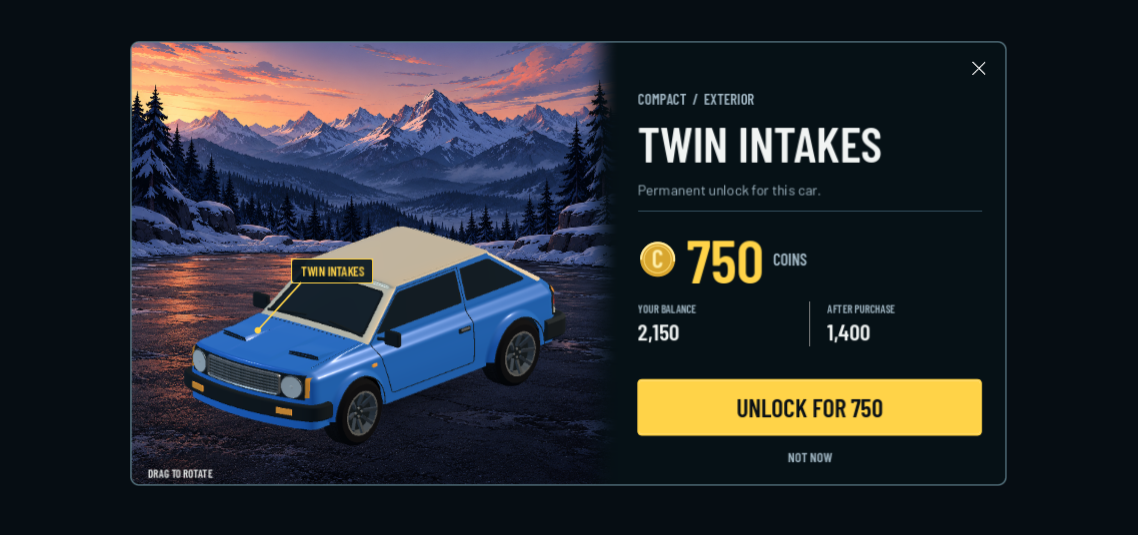 COMPACT / EXTERIOR
TWIN INTAKES
Permanent unlock for this car.
C 750 COINS
YOUR BALANCE
2,150
AFTER PURCHASE
1,400
UNLOCK FOR 750
NOT NOW
TWIN INTAKES
DRAG TO ROTATE